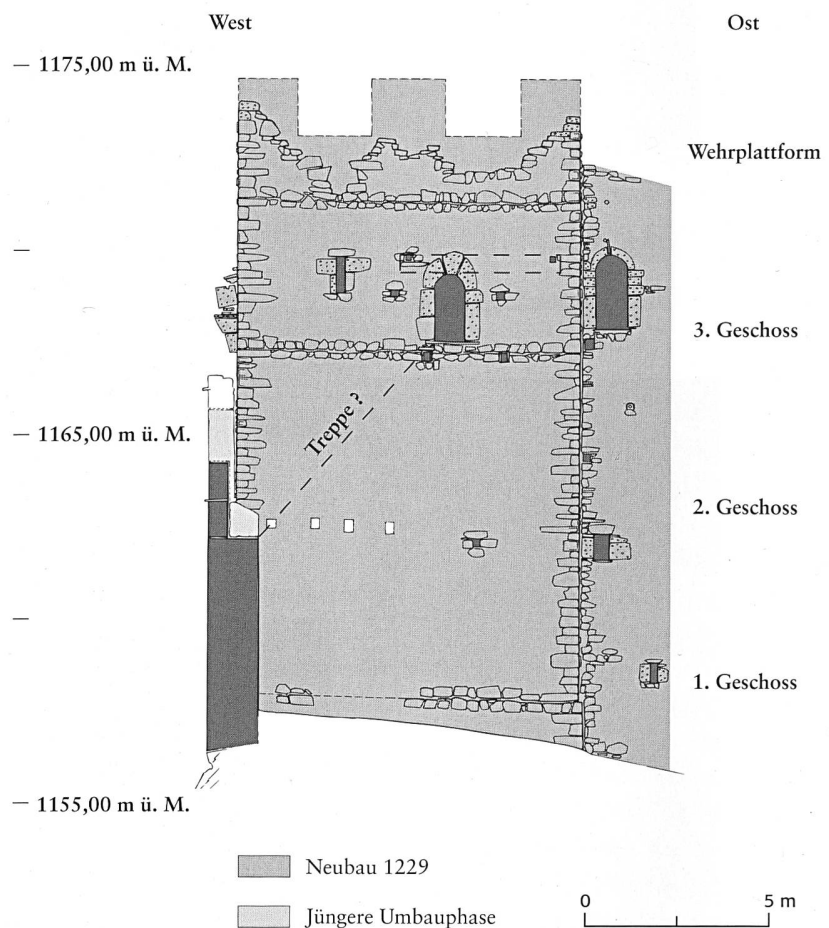 West
Ost
1175,00 m ü. M.
Wehrplattform
3. Geschoss
1165,00 m ü. M.
Treppe ?
2. Geschoss
1. Geschoss
1155,00 m ü. M.
Neubau 1229
Jüngere Umbauphase
0 5 m